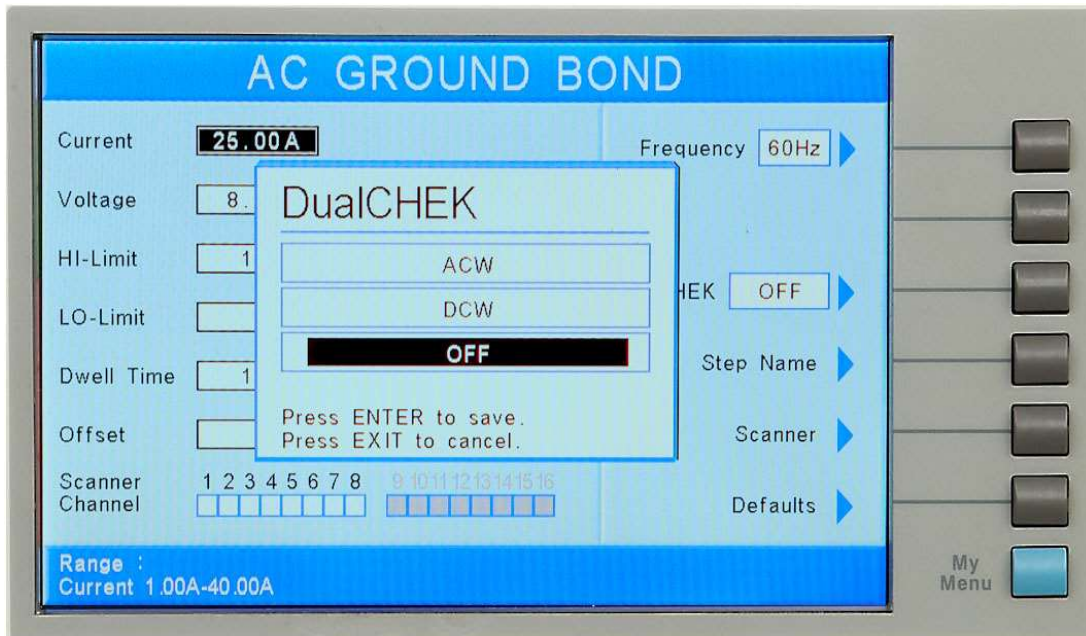 AC GROUND BOND
Current 25.00A
Frequency 60Hz
Voltage 8.
DualCHEK
HI-Limit 1
ACW
HEK OFF
LO-Limit
DCW
OFF
Dwell Time 1
Step Name
Press ENTER to save.
Press EXIT to cancel.
Offset
Scanner
Scanner
Channel
1 2 3 4 5 6 7 8 9 10 11 12 13 14 15 16
Defaults
Range :
Current 1.00A-40.00A
My
Menu